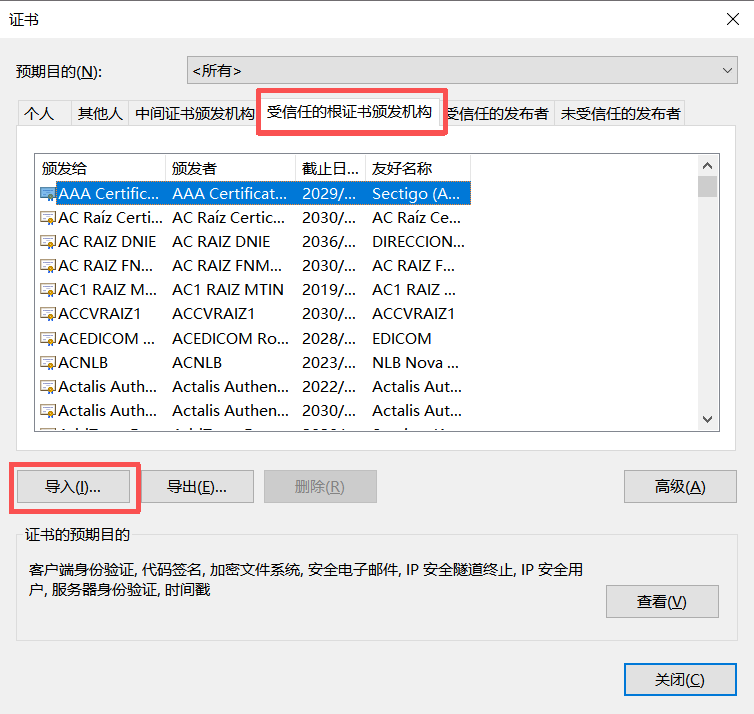 证书
预期目的(N):
<所有>
个人 其他人 中间证书颁发机构 受信任的根证书颁发机构 受信任的发布者 未受信任的发布者
颁发给 颁发者 截止日... 友好名称
AAA Certific... AAA Certificat... 2029/... Sectigo (A...
AC Raíz Certi... AC Raíz Certic... 2030/... AC Raíz Ce...
AC RAIZ DNIE AC RAIZ DNIE 2036/... DIRECCION...
AC RAIZ FN... AC RAIZ FNM... 2030/... AC RAIZ F...
AC1 RAIZ M... AC1 RAIZ MTIN 2019/... AC1 RAIZ ...
ACCVRAIZ1 ACCVRAIZ1 2030/... ACCVRAIZ1
ACEDICOM ... ACEDICOM Ro... 2028/... EDICOM
ACNLB ACNLB 2023/... NLB Nova ...
Actalis Auth... Actalis Authen... 2022/... Actalis Aut...
Actalis Auth... Actalis Authen... 2030/... Actalis Aut...
导入(I)... 导出(E)... 删除(R) 高级(A)
证书的预期目的
客户端身份验证, 代码签名, 加密文件系统, 安全电子邮件, IP 安全隧道终止, IP 安全用
户, 服务器身份验证, 时间戳
查看(V)
关闭(C)